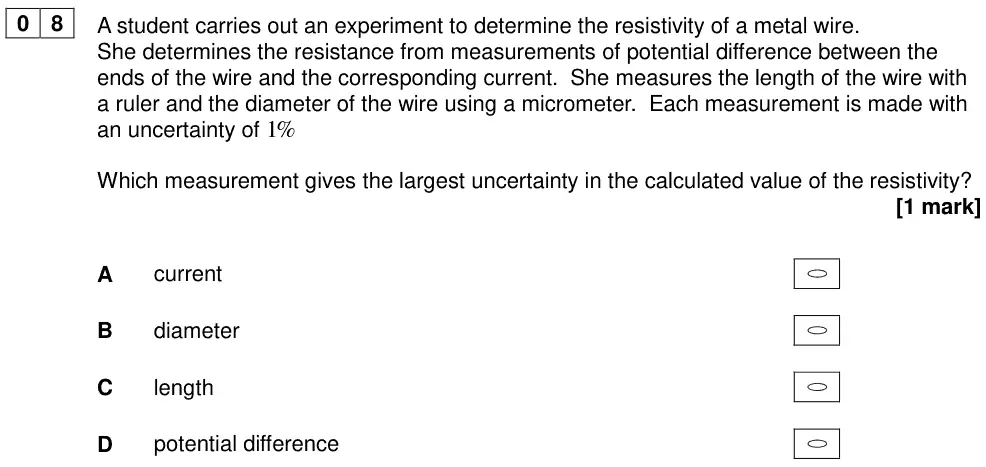 0 8 A student carries out an experiment to determine the resistivity of a metal wire.
She determines the resistance from measurements of potential difference between the
ends of the wire and the corresponding current. She measures the length of the wire with
a ruler and the diameter of the wire using a micrometer. Each measurement is made with
an uncertainty of 1%
Which measurement gives the largest uncertainty in the calculated value of the resistivity?
[1 mark]
A current
B diameter
C length
D potential difference